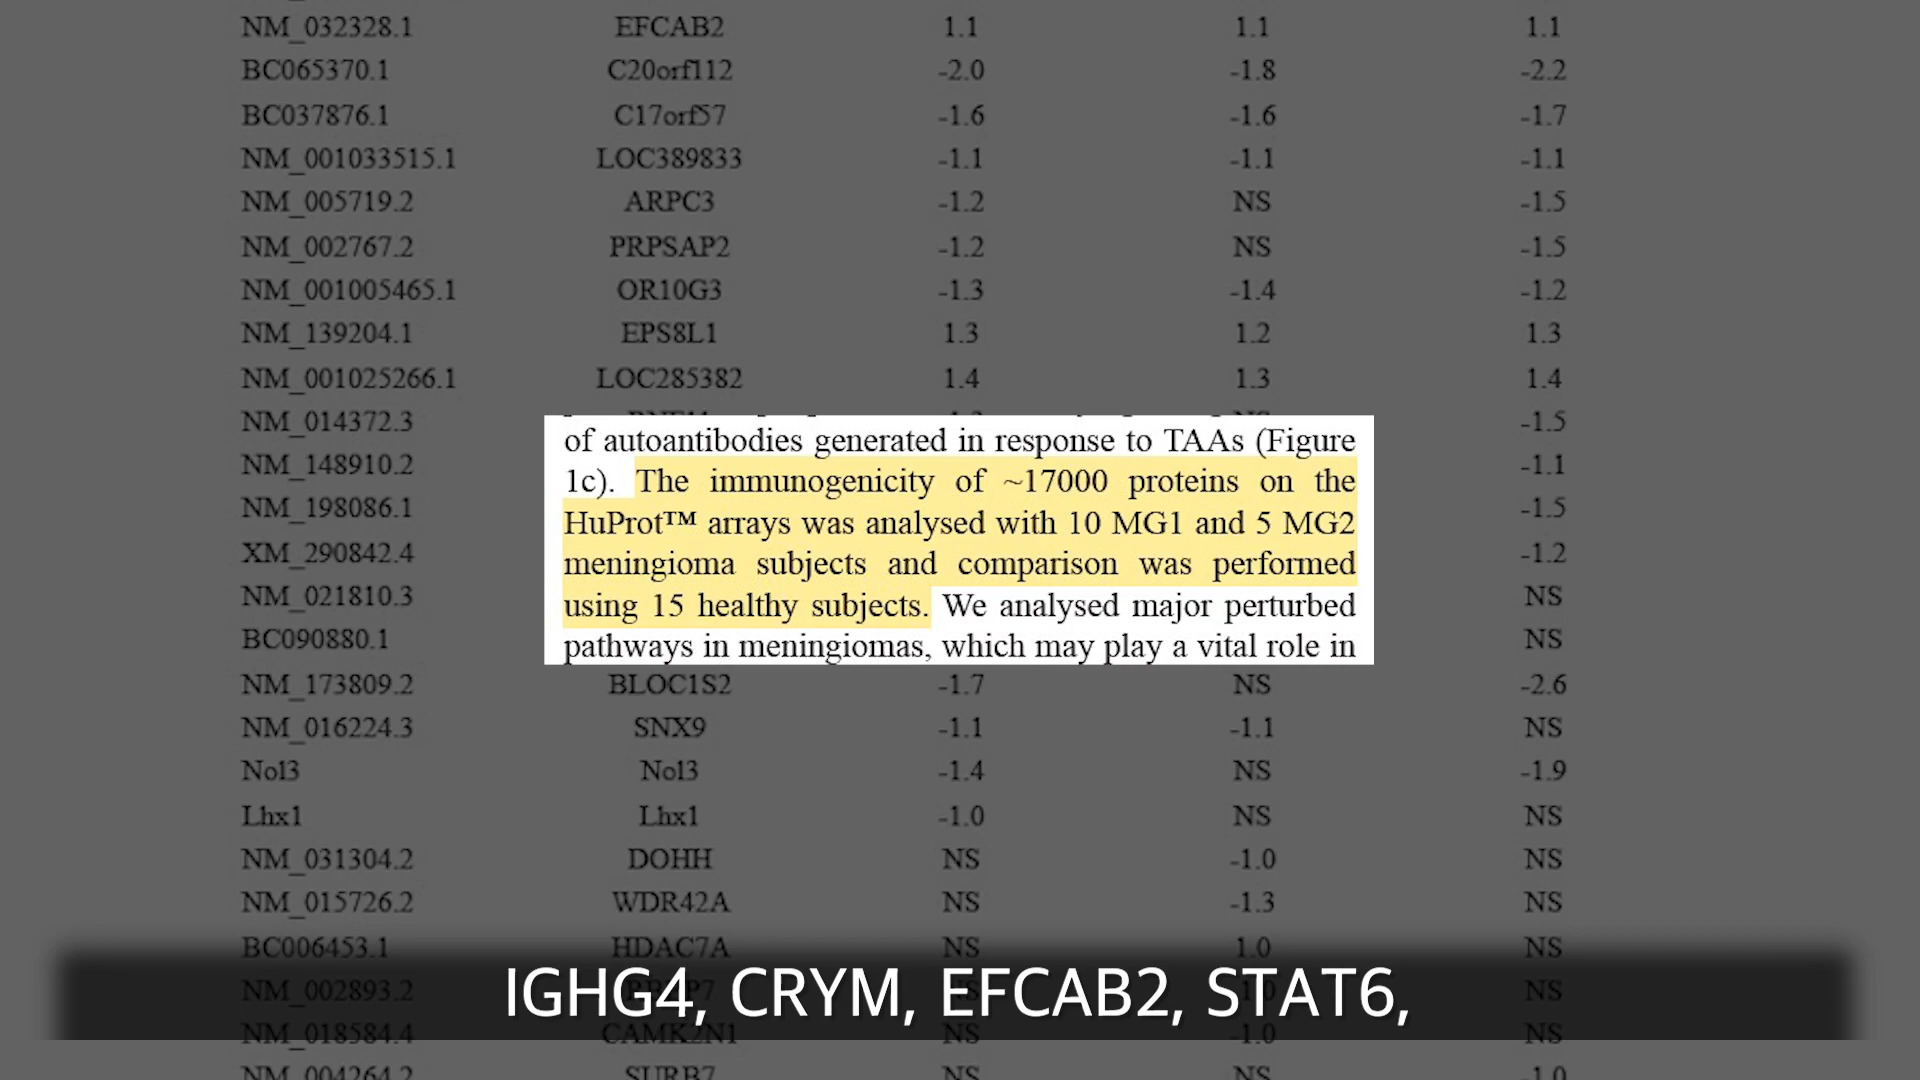 NM_032328.1 EFCAB2 1.1 1.1 1.1
BC065370.1 C20orf112 -2.0 -1.8 -2.2
BC037876.1 C17orf57 -1.6 -1.6 -1.7
NM_001033515.1 LOC389833 -1.1 -1.1 -1.1
NM_005719.2 ARPC3 -1.2 NS -1.5
NM_002767.2 PRPSAP2 -1.2 NS -1.5
NM_001005465.1 OR10G3 -1.3 -1.4 -1.2
NM_139204.1 EPS8L1 1.3 1.2 1.3
NM_001025266.1 LOC285382 1.4 1.3 1.4
NM_014372.3 -1.5
NM_148910.2 -1.1
NM_198086.1 -1.5
XM_290842.4 -1.2
NM_021810.3 NS
BC090880.1 NS
of autoantibodies generated in response to TAAs (Figure
1c). The immunogenicity of ~17000 proteins on the
HuProt™ arrays was analysed with 10 MG1 and 5 MG2
meningioma subjects and comparison was performed
using 15 healthy subjects. We analysed major perturbed
pathways in meningiomas, which may play a vital role in
NM_173809.2 BLOC1S2 -1.7 NS -2.6
NM_016224.3 SNX9 -1.1 -1.1 NS
Nol3 Nol3 -1.4 NS -1.9
Lhx1 Lhx1 -1.0 NS NS
NM_031304.2 DOHH NS -1.0 NS
NM_015726.2 WDR42A NS -1.3 NS
BC006453.1 HDAC7A NS 1.0 NS
NM_002893.2 NS
NM_018584.4 CAMK2N1 NS -1.0 NS
NM_004264.2 SURB7 NS NS -1.0
IGHG4, CRYM, EFCAB2, STAT6,